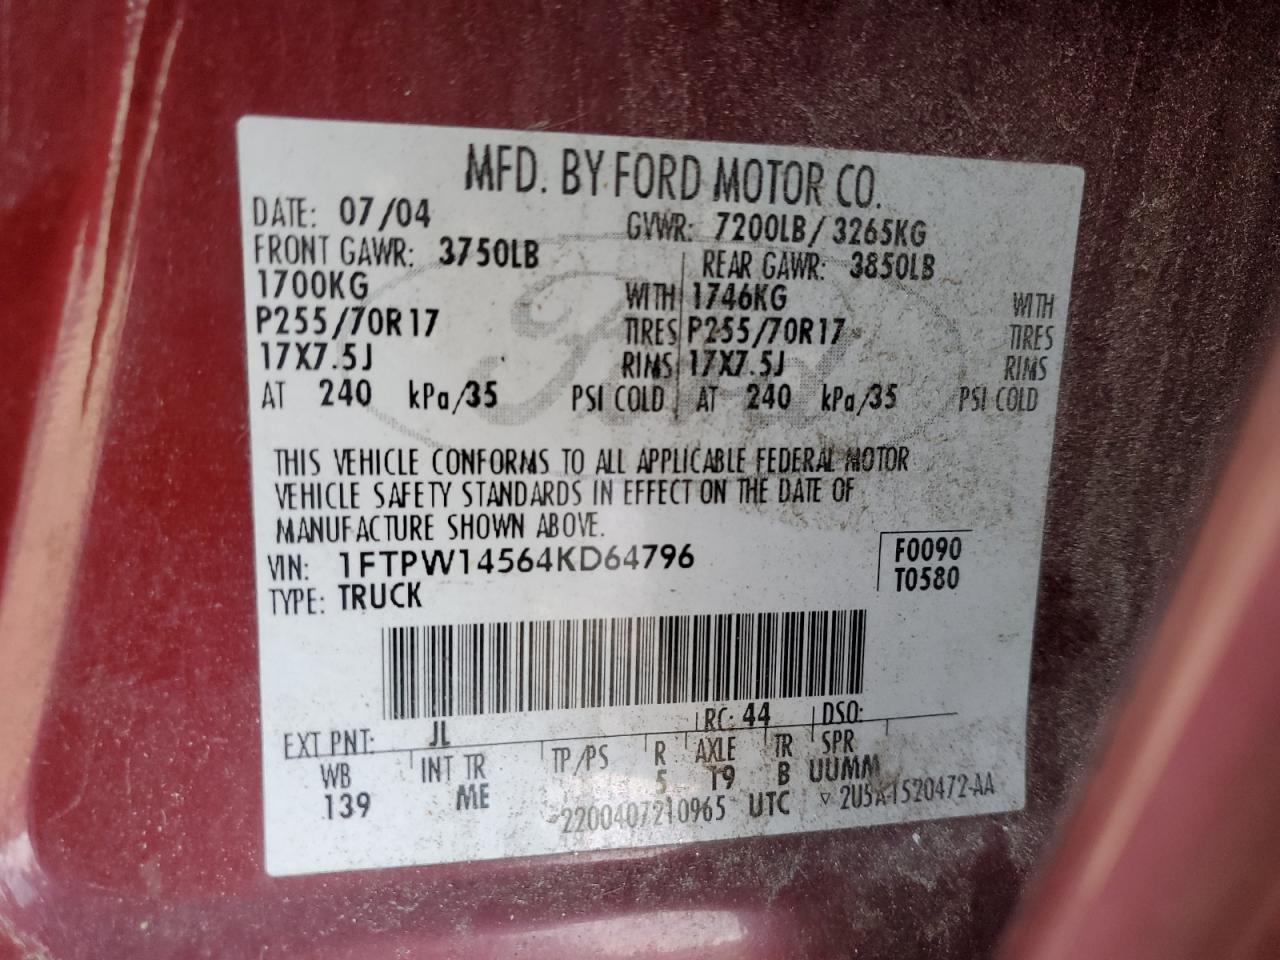 MFD. BY FORD MOTOR CO.
DATE: 07/04 GVWR: 7200LB/ 3265KG
FRONT GAWR: 3750LB REAR GAWR: 3850LB
1700KG WITH 1746KG WITH
P255/70R17 TIRES P255/70R17 TIRES
17X7.5J RIMS 17X7.5J RIMS
AT 240 kPa/35 PSI COLD AT 240 kPa/35 PSI COLD
Ford
THIS VEHICLE CONFORMS TO ALL APPLICABLE FEDERAL MOTOR
VEHICLE SAFETY STANDARDS IN EFFECT ON THE DATE OF
MANUFACTURE SHOWN ABOVE.
VIN: 1FTPW14564KD64796 F0090
TYPE: TRUCK T0580
EXT PNT: JL RC: 44 DSO:
WB INT TR TP/PS R AXLE TR SPR
139 ME 5 19 B UUMM
2200407210965 UTC ▽ 2U5A-1520472-AA